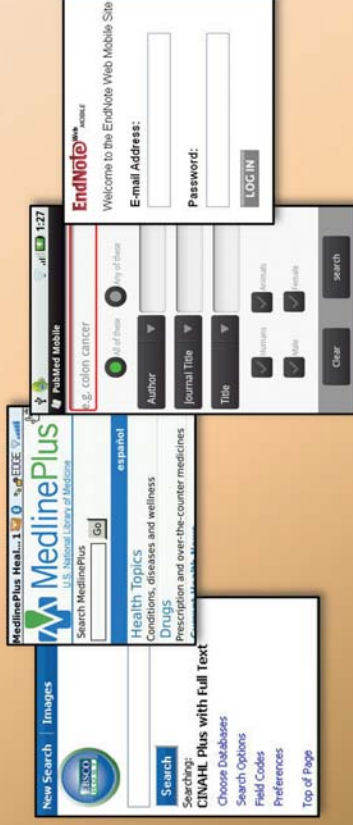 New Search | Images
EBSCO
Search
Searching:
CINAHL Plus with Full Text
Choose Databases
Search Options
Field Codes
Preferences
Top of Page
MedlinePlus Heal...1
EDGE
MedlinePlus
U.S. National Library of Medicine
Search MedlinePlus
Go
español
Health Topics
Conditions, diseases and wellness
Drugs
Prescription and over-the-counter medicines
1:27
PubMed Mobile
e.g. colon cancer
All of these
Any of these
Author
Journal Title
Title
Humans
Animals
Male
Female
Clear
search
EndNote Web
MOBILE
Welcome to the EndNote Web Mobile Site
E-mail Address:
Password:
LOG IN